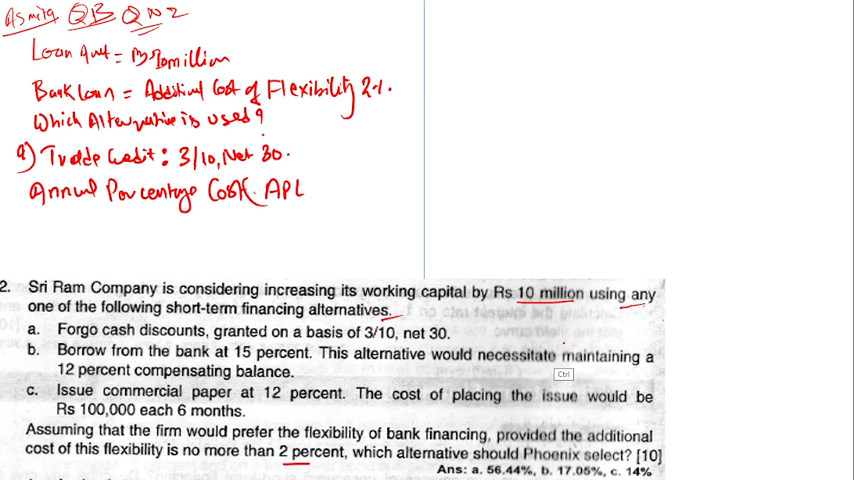 Asmita QB QN 2
Loan Amt = Rs 10 million
Bank Loan = Additional Cost of Flexibility 2%.
Which Alternative is used?
a) Trade Credit: 3/10, Net 30.
Annual Percentage Cost. APC
2. Sri Ram Company is considering increasing its working capital by Rs 10 million using any
one of the following short-term financing alternatives.
a. Forgo cash discounts, granted on a basis of 3/10, net 30.
b. Borrow from the bank at 15 percent. This alternative would necessitate maintaining a
12 percent compensating balance.
Ctrl
c. Issue commercial paper at 12 percent. The cost of placing the issue would be
Rs 100,000 each 6 months.
Assuming that the firm would prefer the flexibility of bank financing, provided the additional
cost of this flexibility is no more than 2 percent, which alternative should Phoenix select? [10]
Ans: a. 56.44%, b. 17.05%, c. 14%